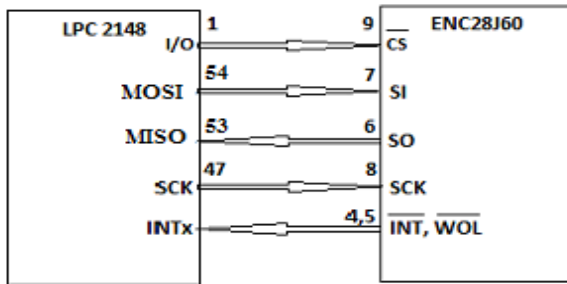 LPC 2148 ENC28J60
I/O 1 9 CS
MOSI 54 7 SI
MISO 53 6 SO
SCK 47 8 SCK
INTx 4,5 INT, WOL